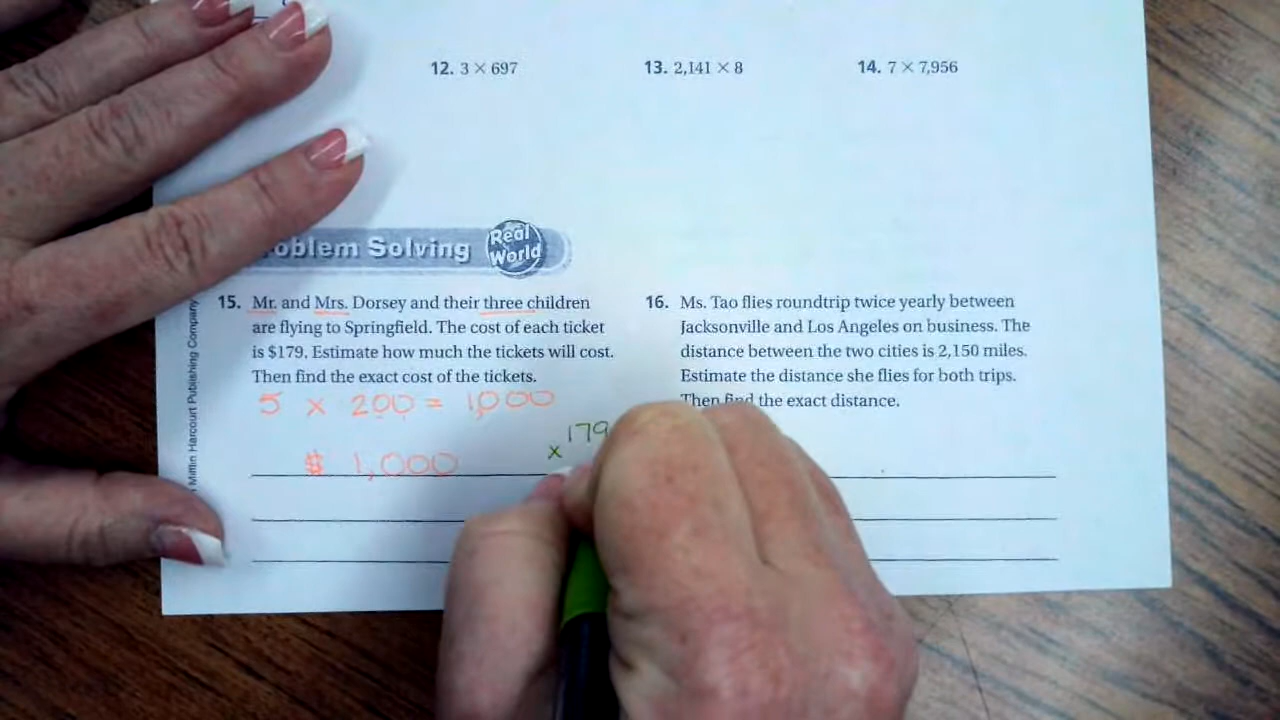 12. 3 × 697
13. 2,141 × 8
14. 7 × 7,956
oblem Solving
Real
World
15. Mr. and Mrs. Dorsey and their three children
are flying to Springfield. The cost of each ticket
is $179. Estimate how much the tickets will cost.
Then find the exact cost of the tickets.
5 × 200 = 1,000
$ 1,000
179
×
16. Ms. Tao flies roundtrip twice yearly between
Jacksonville and Los Angeles on business. The
distance between the two cities is 2,150 miles.
Estimate the distance she flies for both trips.
Then find the exact distance.
Mifflin Harcourt Publishing Company